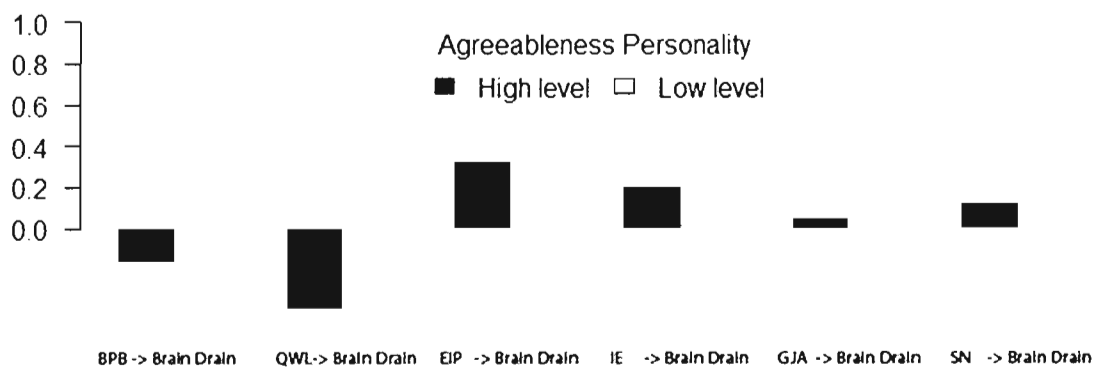 1.0
0.8
0.6
0.4
0.2
0.0
Agreeableness Personality
High level Low level
BPB -> Brain Drain QWL-> Brain Drain EIP -> Brain Drain IE -> Brain Drain GJA -> Brain Drain SN -> Brain Drain